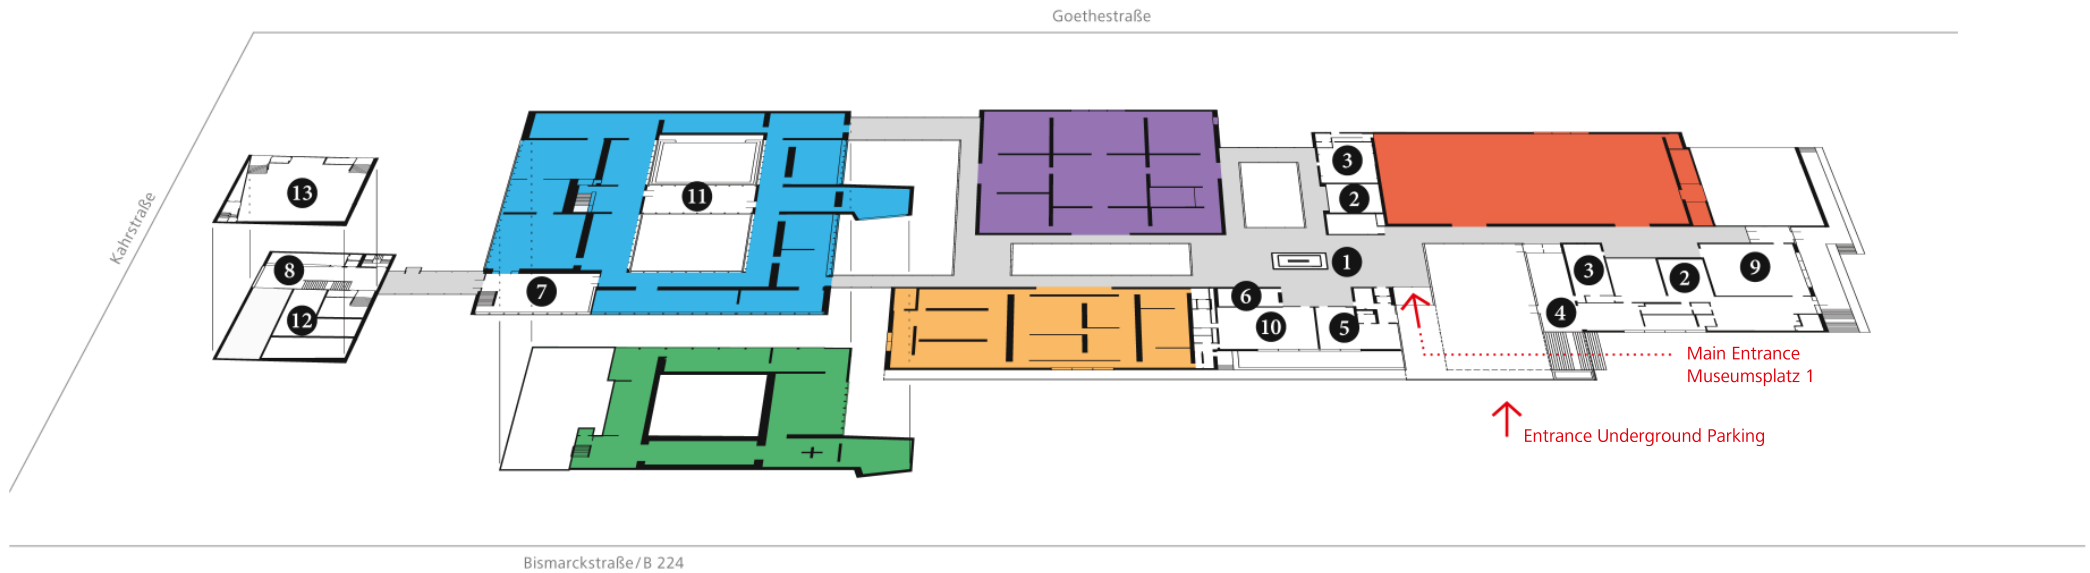 Goethestraße
Kahrstraße
13
8
12
7
11
3
2
1
6
10
5
3
2
9
4
Main Entrance
Museumsplatz 1
Entrance Underground Parking
Bismarckstraße/B 224